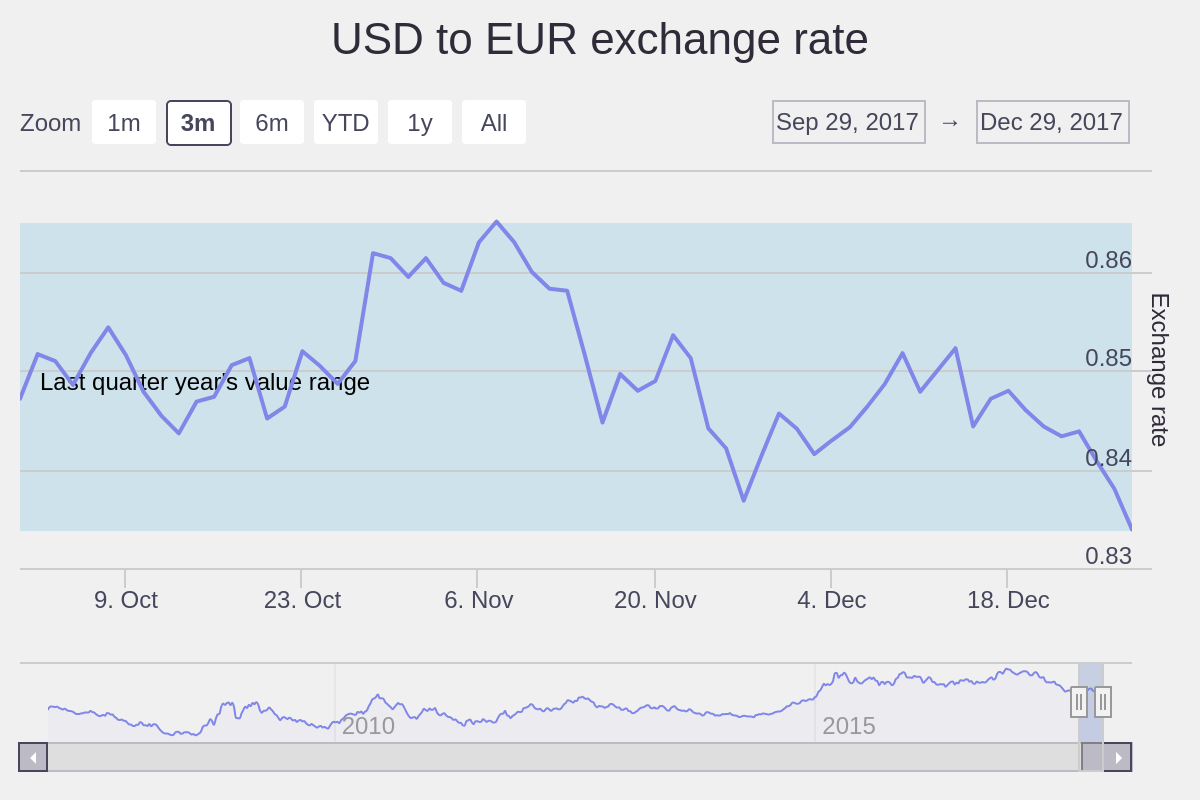 USD to EUR exchange rate
Zoom 1m 3m 6m YTD 1y All Sep 29, 2017 → Dec 29, 2017
0.86
0.85
0.84
0.83
Exchange rate
Last quarter year's value range
9. Oct 23. Oct 6. Nov 20. Nov 4. Dec 18. Dec
2010 2015